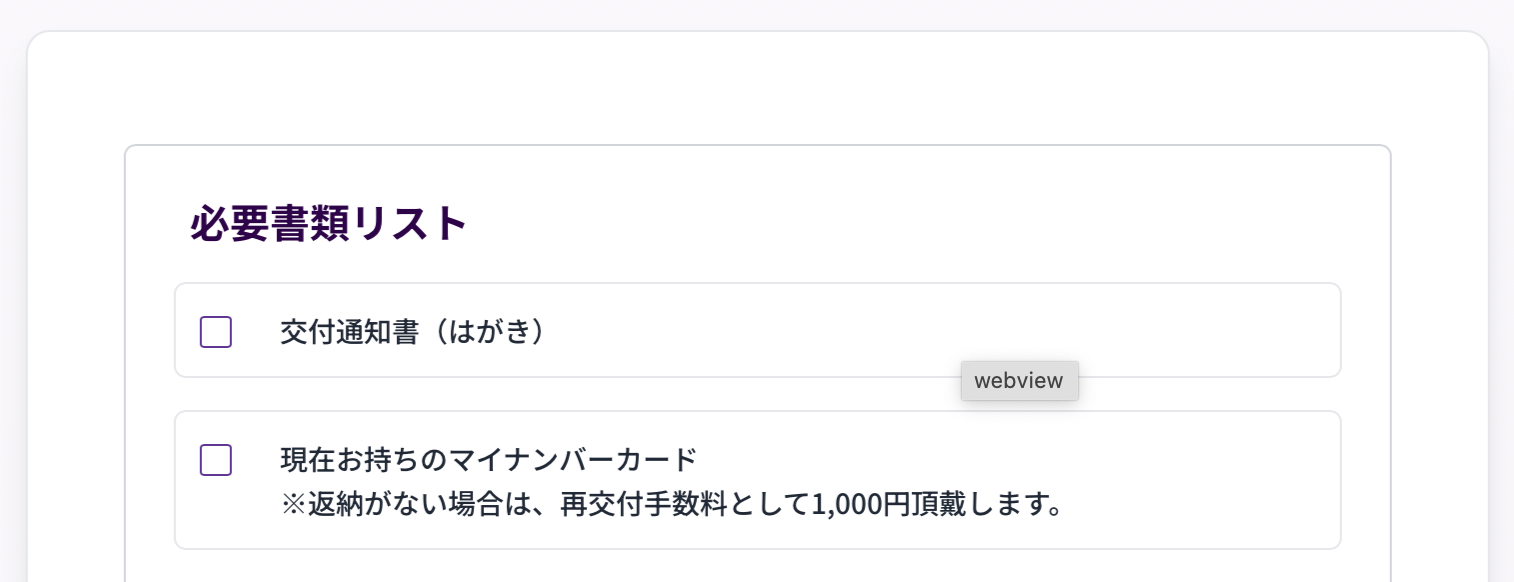 必要書類リスト
交付通知書（はがき）
webview
現在お持ちのマイナンバーカード
※返納がない場合は、再交付手数料として1,000円頂戴します。